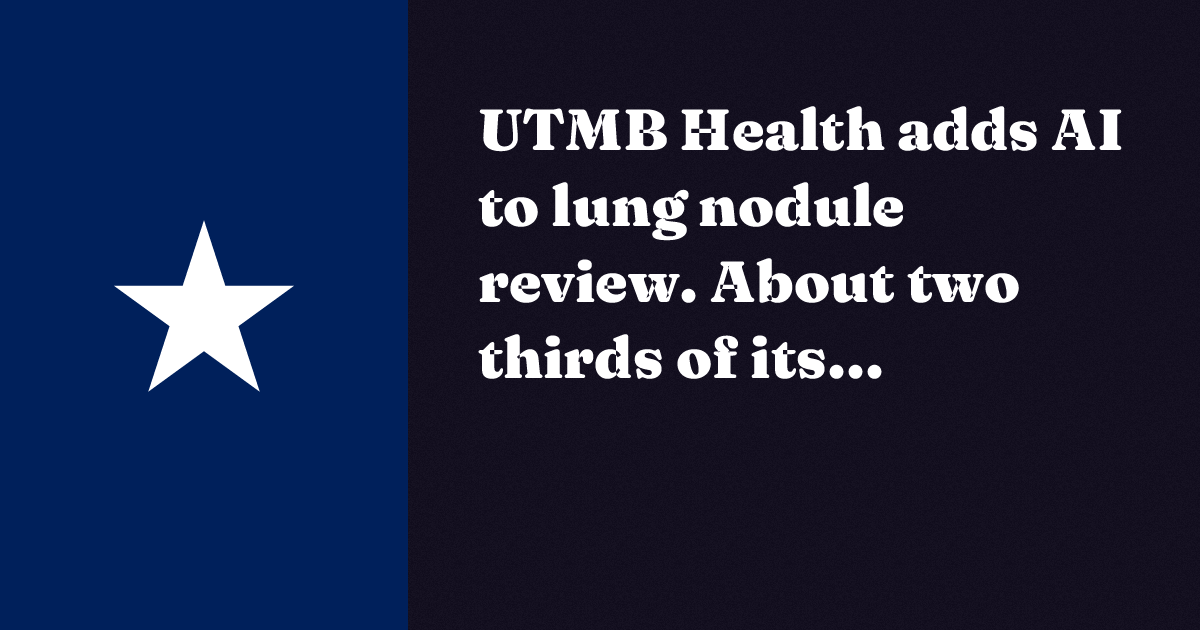 UTMB Health adds AI
to lung nodule
review. About two
thirds of its...